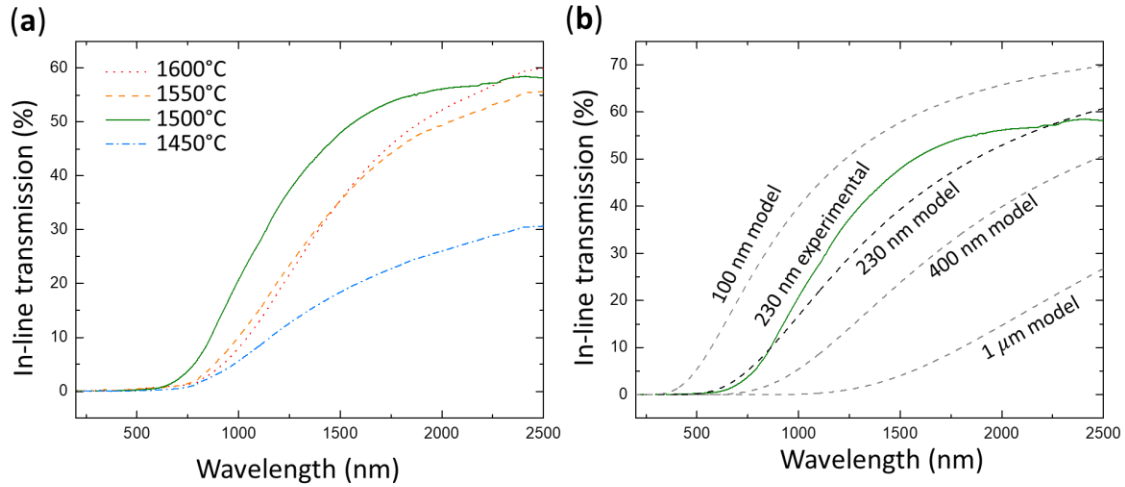 (a)
60
50
40
30
20
10
0
In-line transmission (%)
1600°C
1550°C
1500°C
1450°C
500
1000
1500
2000
2500
Wavelength (nm)
(b)
70
60
50
40
30
20
10
0
In-line transmission (%)
100 nm model
230 nm experimental
230 nm model
400 nm model
1 μm model
500
1000
1500
2000
2500
Wavelength (nm)